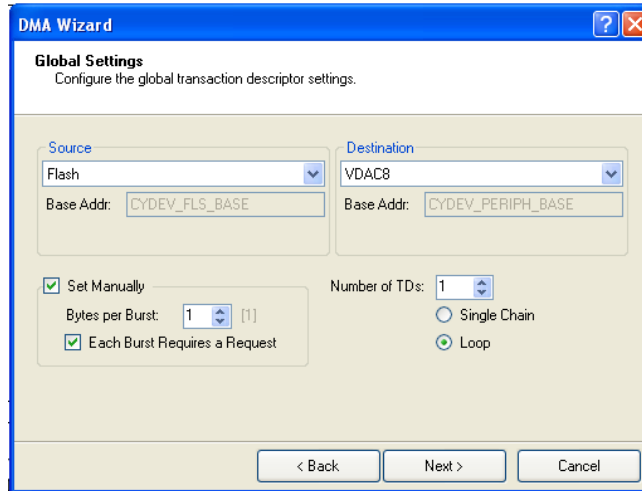 DMA Wizard
Global Settings
Configure the global transaction descriptor settings.
Source
Flash
Base Addr: CYDEV_FLS_BASE
Destination
VDAC8
Base Addr: CYDEV_PERIPH_BASE
Set Manually
Bytes per Burst: 1 [1]
Each Burst Requires a Request
Number of TDs: 1
Single Chain
Loop
< Back Next > Cancel